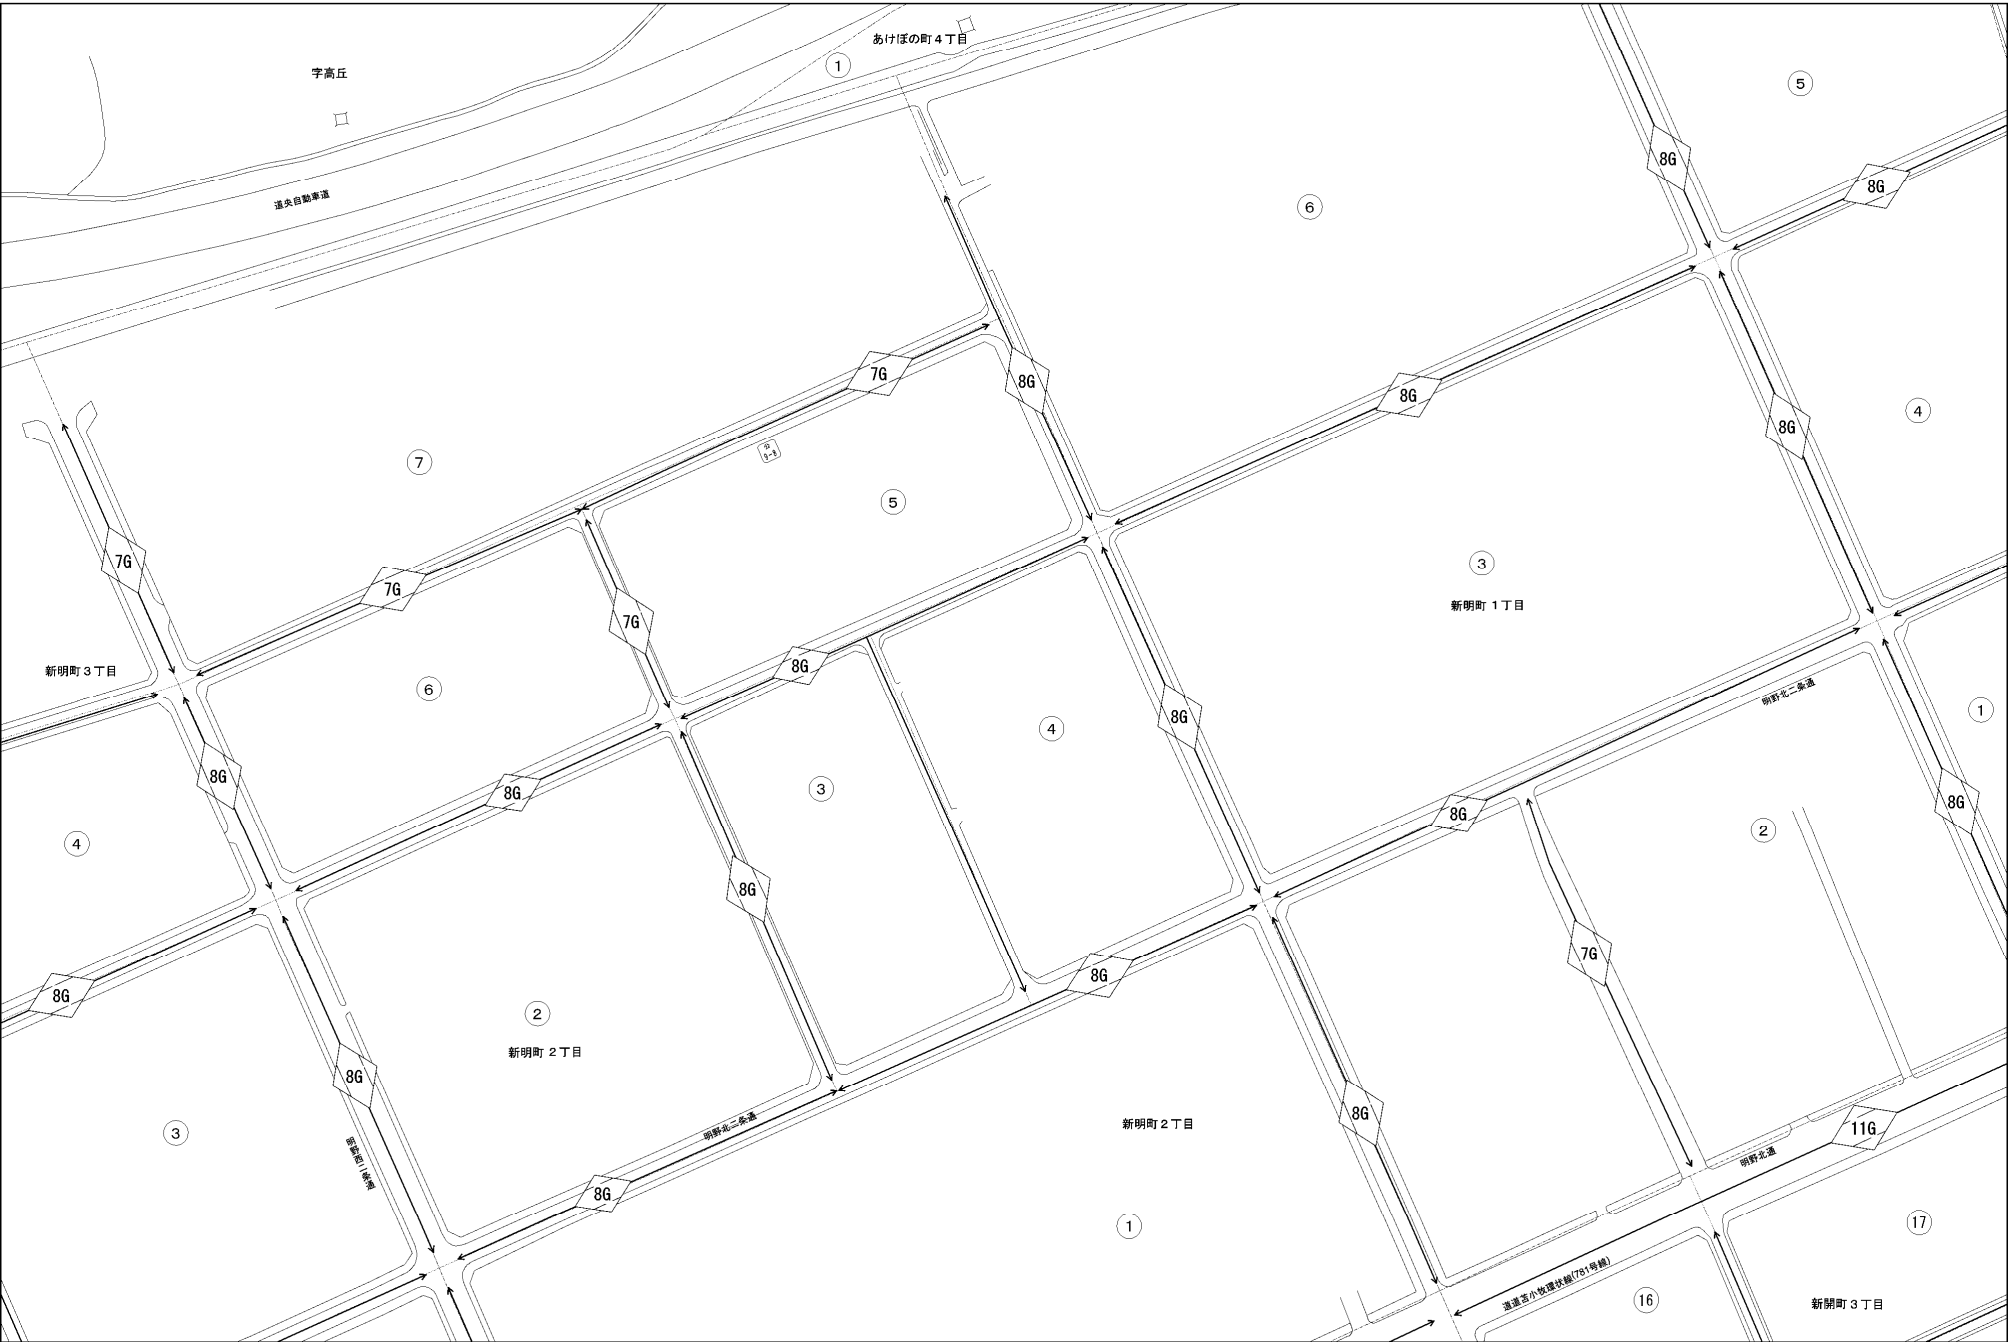 あけぼの町4丁目
①
字高丘
⑤
8G
8G
道央自動車道
⑥
7G
8G
8G
④
8G
公
9-8
⑦
⑤
7G
③
7G
新明町 1丁目
7G
8G
新明町3丁目
⑥
明野北二条通
8G
①
④
8G
8G
③
8G
8G
②
④
8G
7G
8G
8G
②
新明町 2丁目
8G
8G
新明町2丁目
11G
③
明野北二条通
明野西二条通
明野北通
8G
①
⑰
道道苫小牧環状線(781号線)
⑯
新開町3丁目